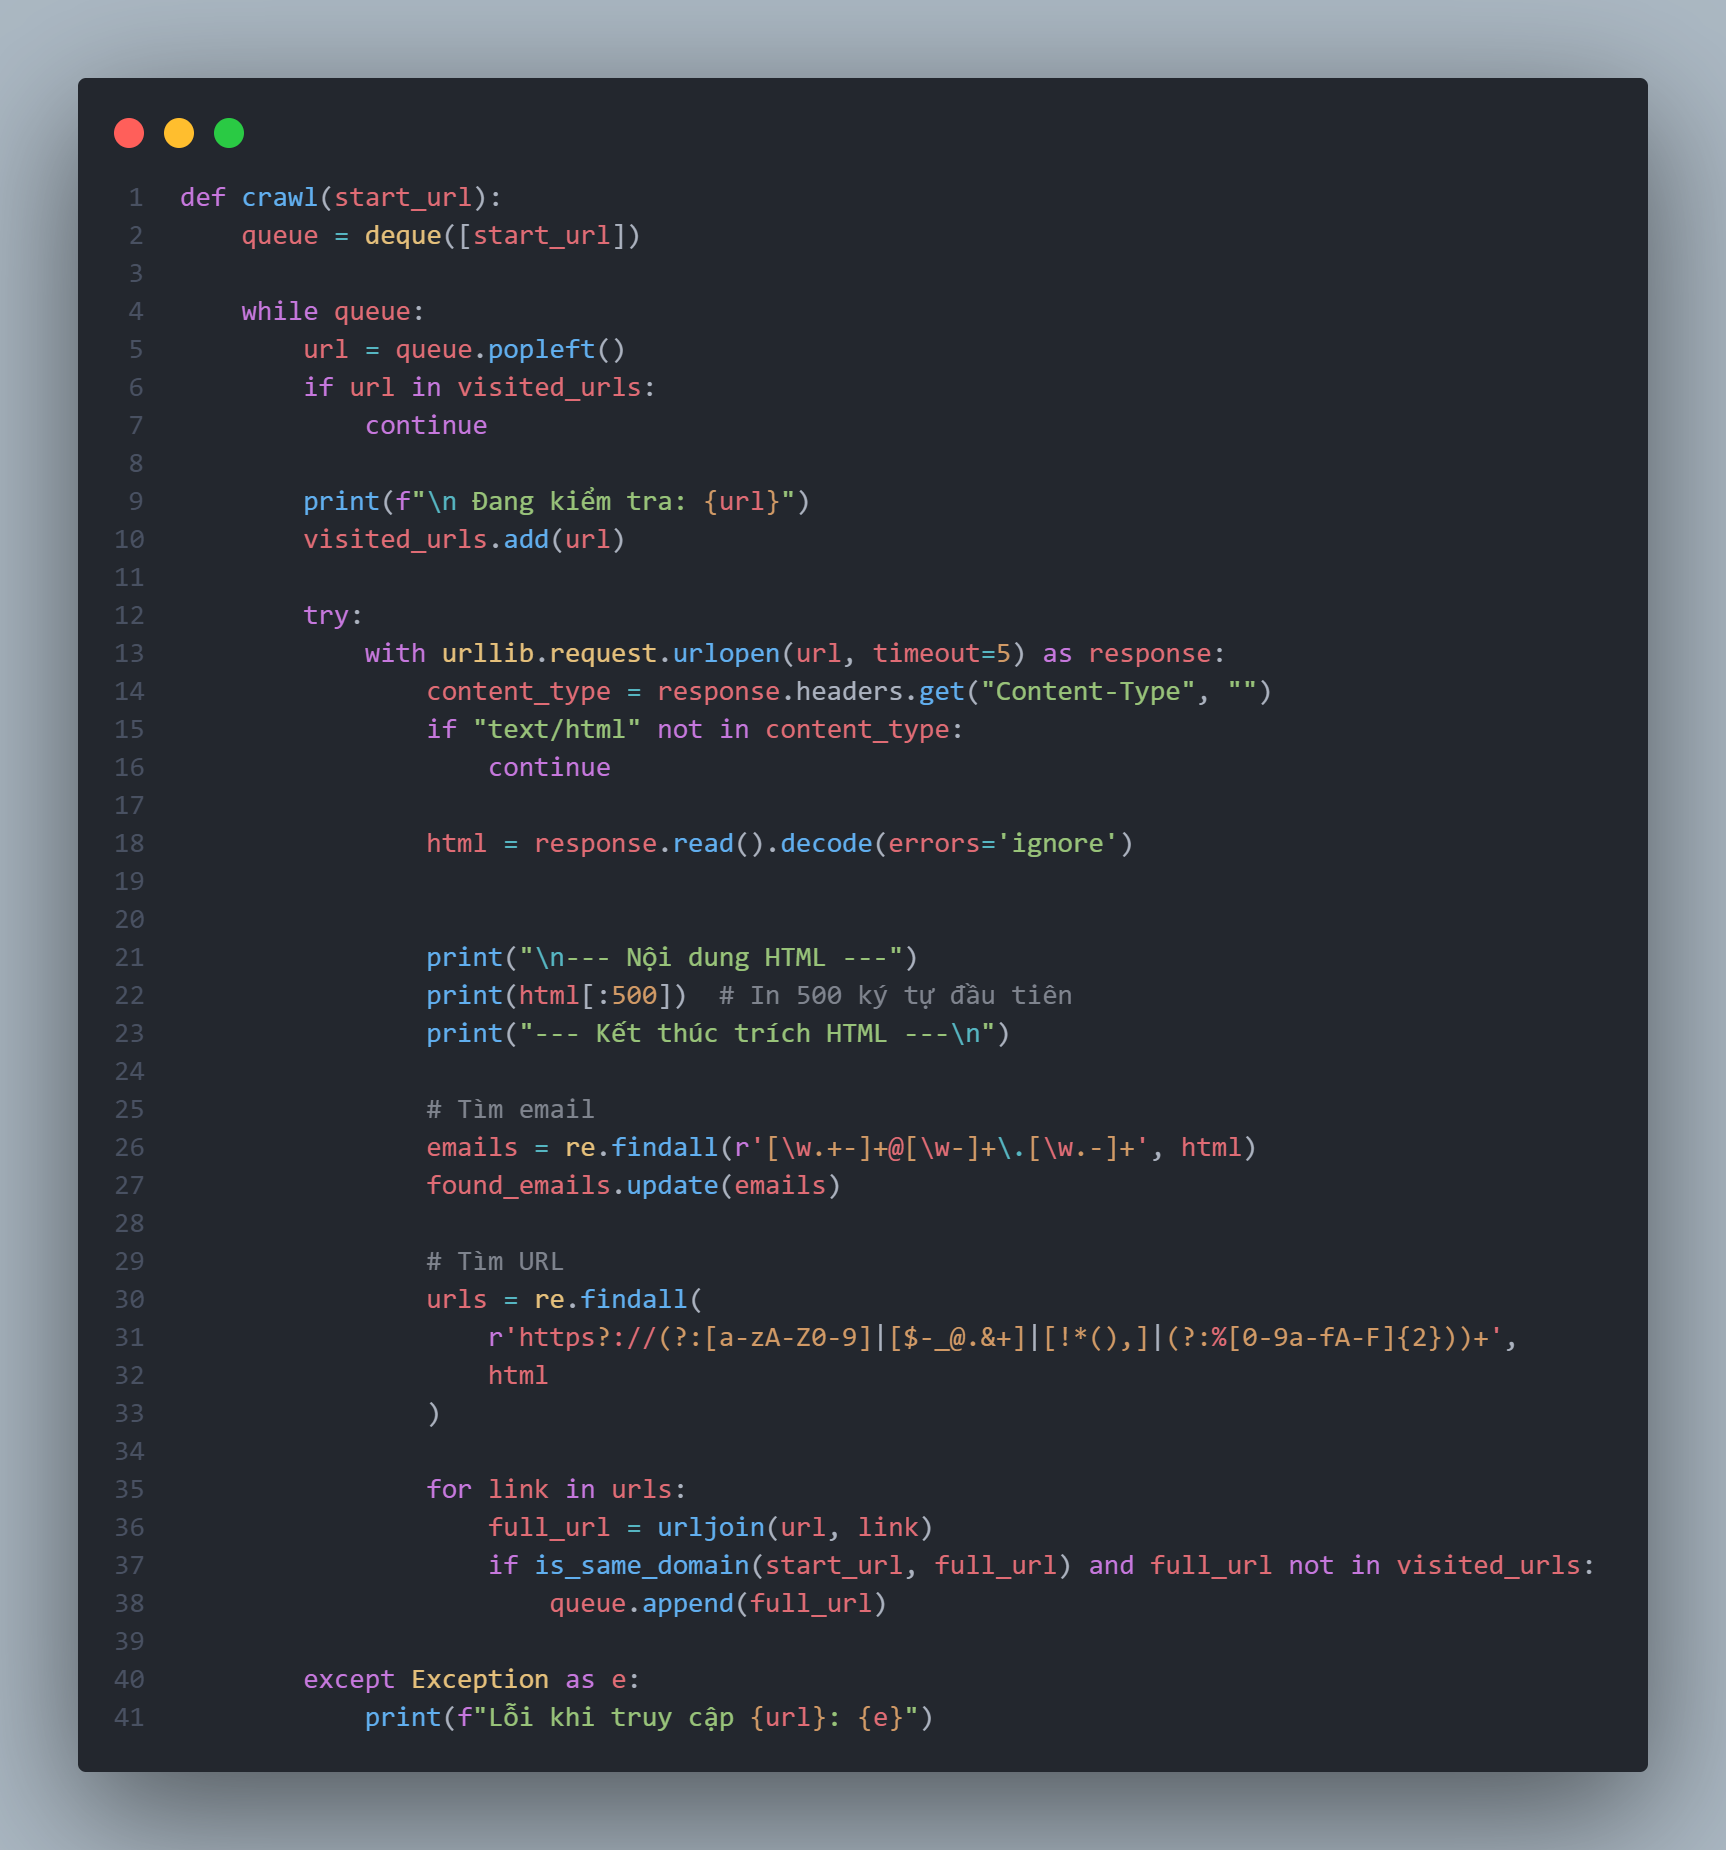 1 def crawl(start_url):
2     queue = deque([start_url])
3
4     while queue:
5         url = queue.popleft()
6         if url in visited_urls:
7             continue
8
9         print(f"\n Đang kiểm tra: {url}")
10         visited_urls.add(url)
11
12         try:
13             with urllib.request.urlopen(url, timeout=5) as response:
14                 content_type = response.headers.get("Content-Type", "")
15                 if "text/html" not in content_type:
16                     continue
17
18                 html = response.read().decode(errors='ignore')
19
20
21                 print("\n--- Nội dung HTML ---")
22                 print(html[:500])  # In 500 ký tự đầu tiên
23                 print("--- Kết thúc trích HTML ---\n")
24
25                 # Tìm email
26                 emails = re.findall(r'[\w.+-]+@[\w-]+\.[\w.-]+', html)
27                 found_emails.update(emails)
28
29                 # Tìm URL
30                 urls = re.findall(
31                     r'https?://(?:[a-zA-Z0-9]|[$-_@.&+]|[!*(),]|(?:%[0-9a-fA-F]{2}))+',
32                     html
33                 )
34
35                 for link in urls:
36                     full_url = urljoin(url, link)
37                     if is_same_domain(start_url, full_url) and full_url not in visited_urls:
38                         queue.append(full_url)
39
40         except Exception as e:
41             print(f"Lỗi khi truy cập {url}: {e}")